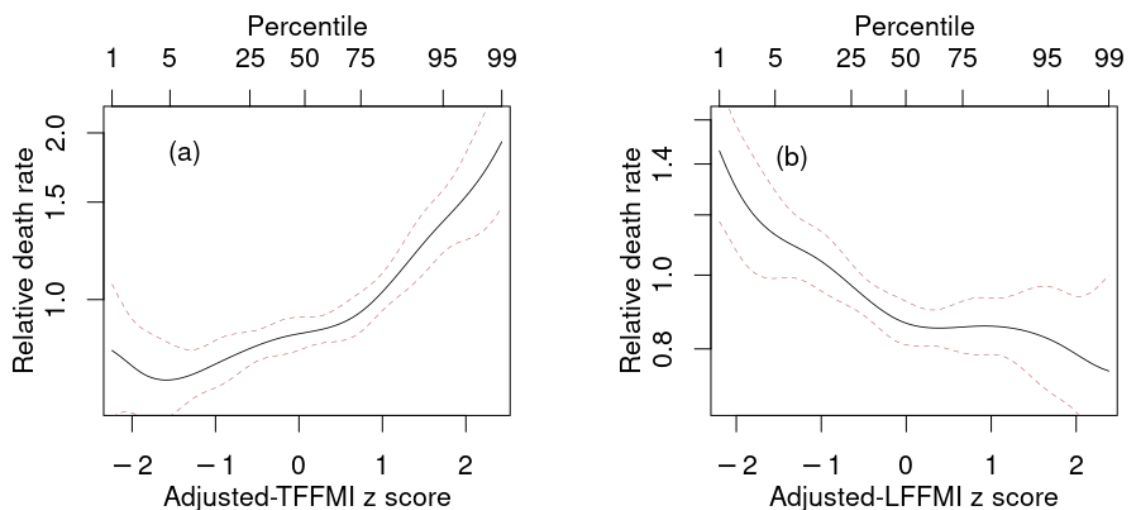 Percentile
1 5 25 50 75 95 99
Relative death rate
2.0
1.5
1.0
(a)
−2 −1 0 1 2
Adjusted-TFFMI z score
Percentile
1 5 25 50 75 95 99
Relative death rate
1.4
1.0
0.8
(b)
−2 −1 0 1 2
Adjusted-LFFMI z score